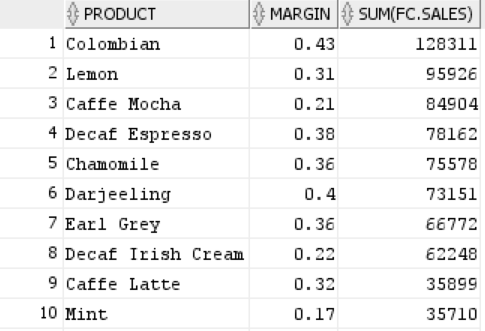 PRODUCT MARGIN SUM(FC.SALES)
1 Colombian 0.43 128311
2 Lemon 0.31 95926
3 Caffe Mocha 0.21 84904
4 Decaf Espresso 0.38 78162
5 Chamomile 0.36 75578
6 Darjeeling 0.4 73151
7 Earl Grey 0.36 66772
8 Decaf Irish Cream 0.22 62248
9 Caffe Latte 0.32 35899
10 Mint 0.17 35710